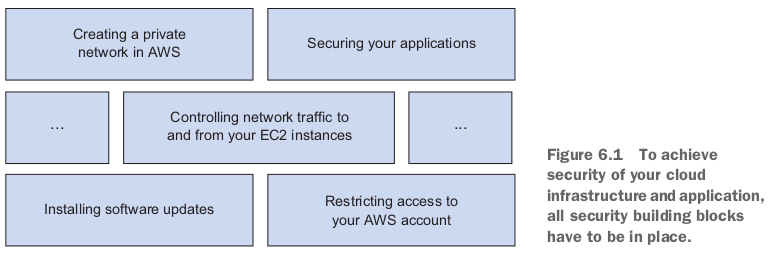 Creating a private
network in AWS
Securing your applications
...
Controlling network traffic to
and from your EC2 instances
...
Installing software updates
Restricting access to
your AWS account
Figure 6.1 To achieve
security of your cloud
infrastructure and application,
all security building blocks
have to be in place.